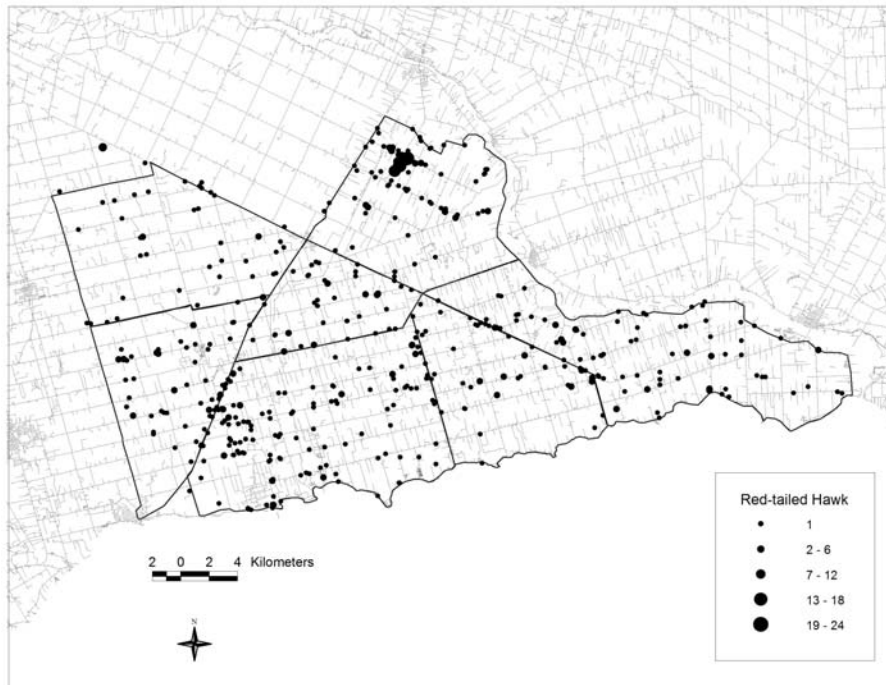 2 0 2 4 Kilometers
N
Red-tailed Hawk
1
2 - 6
7 - 12
13 - 18
19 - 24